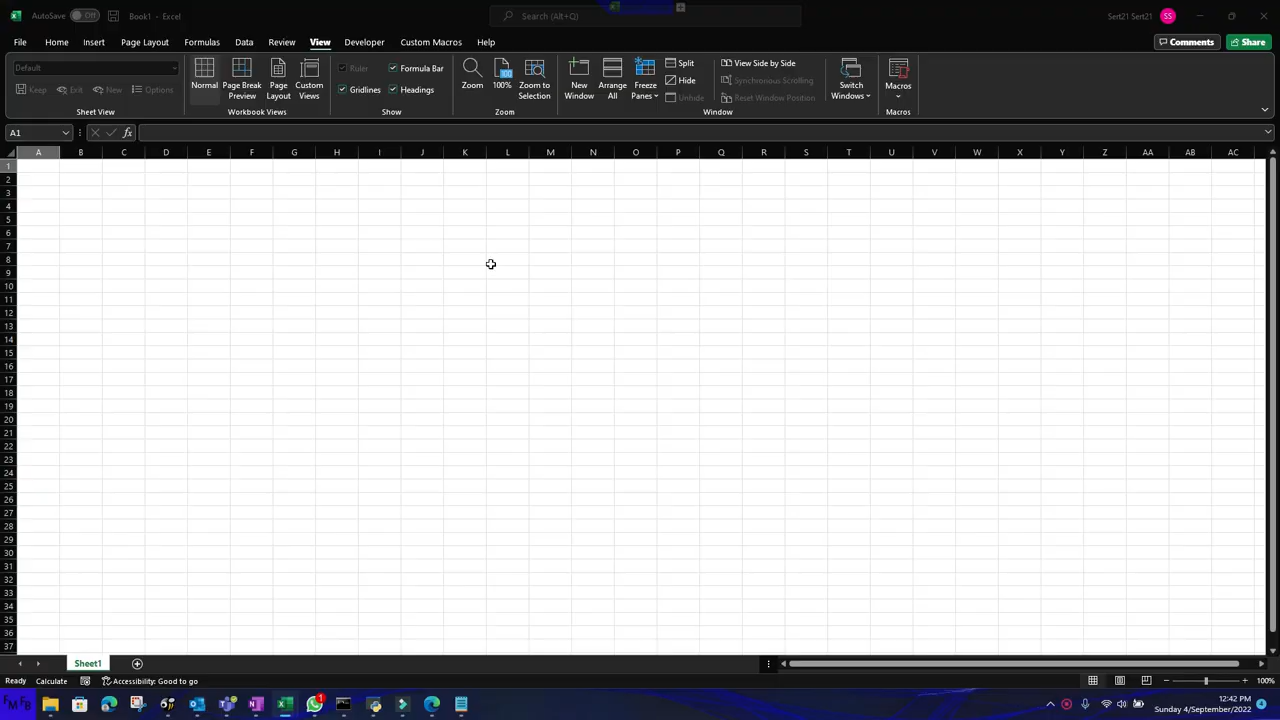 AutoSave Off Book1 - Excel Search (Alt+Q) Sert21 Sert21 SS
File Home Insert Page Layout Formulas Data Review View Developer Custom Macros Help Comments Share
Default
Keep Exit New Options
Sheet View
Normal
Page Break
Preview
Page
Layout
Custom
Views
Workbook Views
Ruler Formula Bar
Gridlines Headings
Show
Zoom
100
100%
Zoom to
Selection
Zoom
New
Window
Arrange
All
Freeze
Panes
Split
Hide
Unhide
View Side by Side
Synchronous Scrolling
Reset Window Position
Switch
Windows
Window
Macros
Macros
A1 fx
A B C D E F G H I J K L M N O P Q R S T U V W X Y Z AA AB AC
1
2
3
4
5
6
7
8
9
10
11
12
13
14
15
16
17
18
19
20
21
22
23
24
25
26
27
28
29
30
31
32
33
34
35
36
37
Sheet1
Ready Calculate Accessibility: Good to go 100%
1
12:42 PM
Sunday 4/September/2022